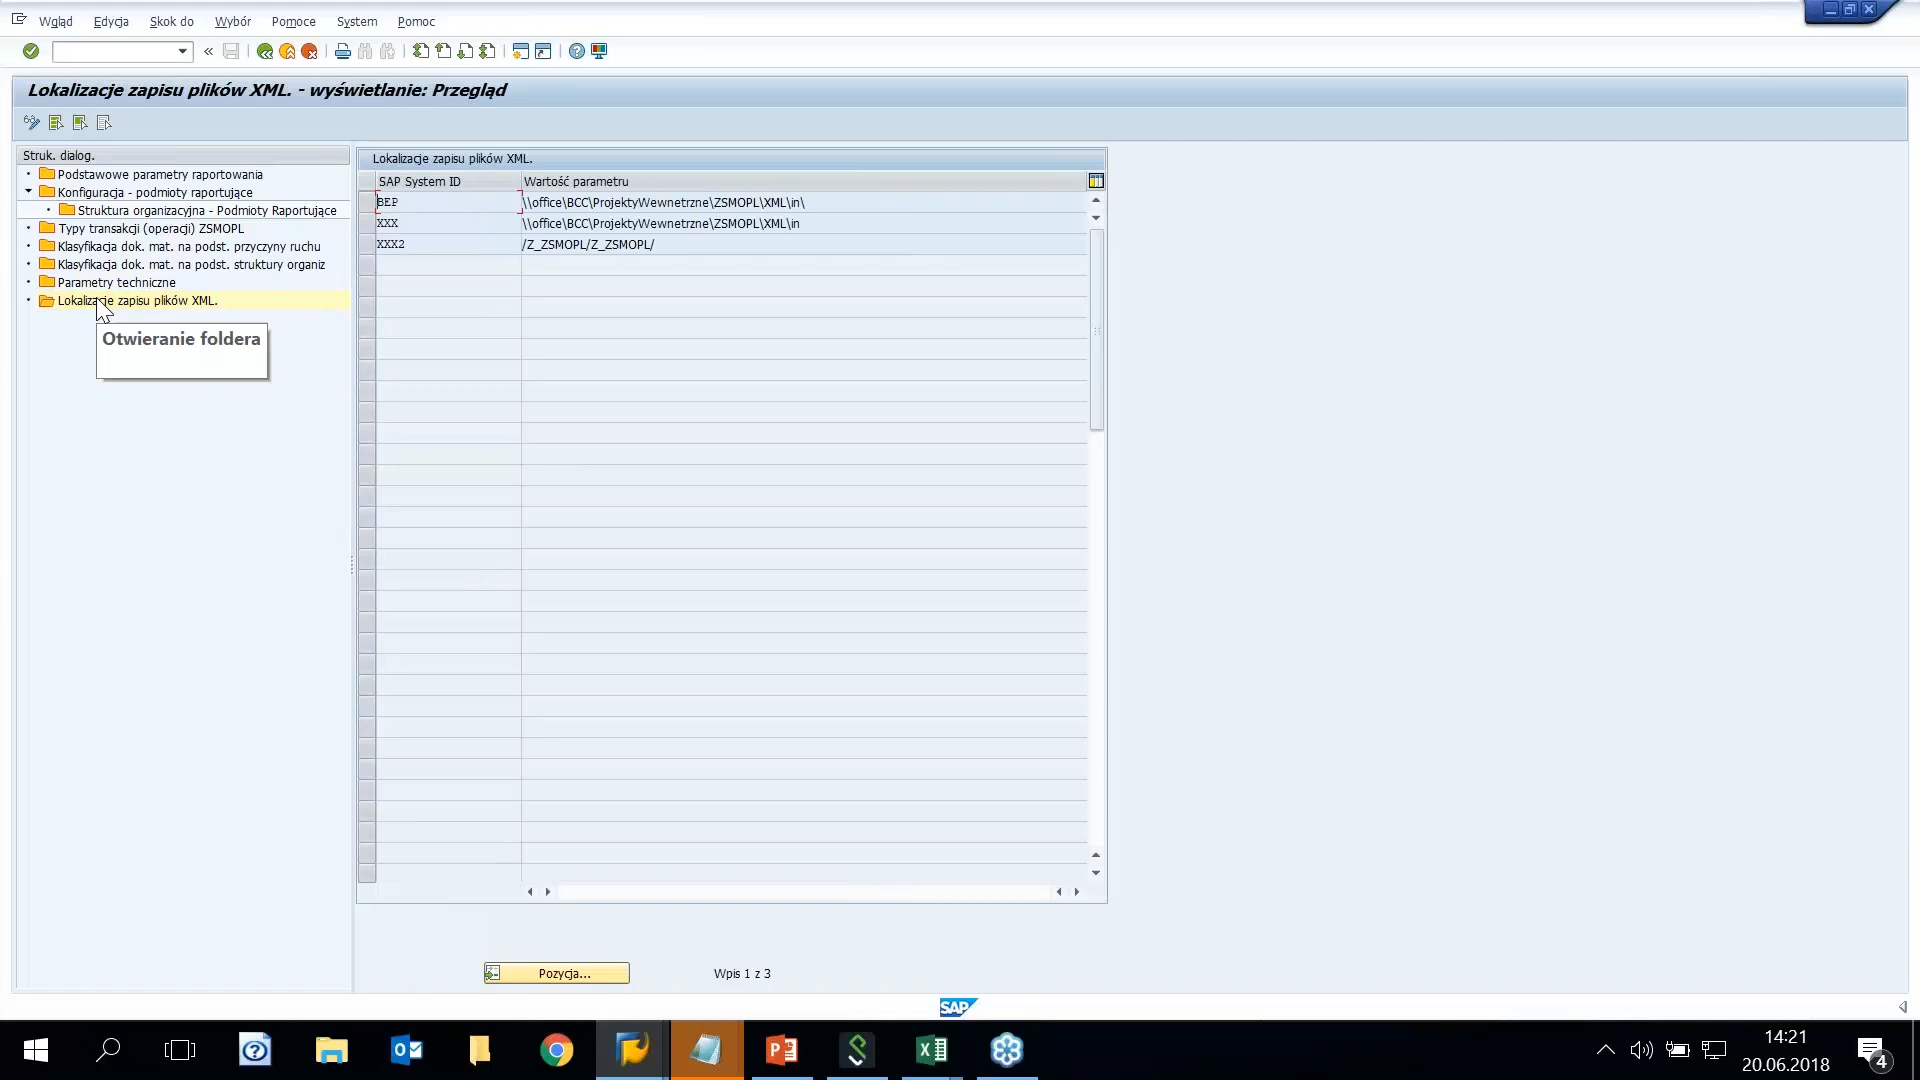 Wgląd Edycja Skok do Wybór Pomoce System Pomoc
Lokalizacje zapisu plików XML. - wyświetlanie: Przegląd
Struk. dialog.
Podstawowe parametry raportowania
Konfiguracja - podmioty raportujące
Struktura organizacyjna - Podmioty Raportujące
Typy transakcji (operacji) ZSMOPL
Klasyfikacja dok. mat. na podst. przyczyny ruchu
Klasyfikacja dok. mat. na podst. struktury organiz
Parametry techniczne
Lokalizacje zapisu plików XML.
Otwieranie foldera
Lokalizacje zapisu plików XML.
SAP System ID Wartość parametru
BEP \\office\BCC\ProjektyWewnetrzne\ZSMOPL\XML\in\
XXX \\office\BCC\ProjektyWewnetrzne\ZSMOPL\XML\in
XXX2 /Z_ZSMOPL/Z_ZSMOPL/
Pozycja... Wpis 1 z 3
SAP
14:21
20.06.2018
4